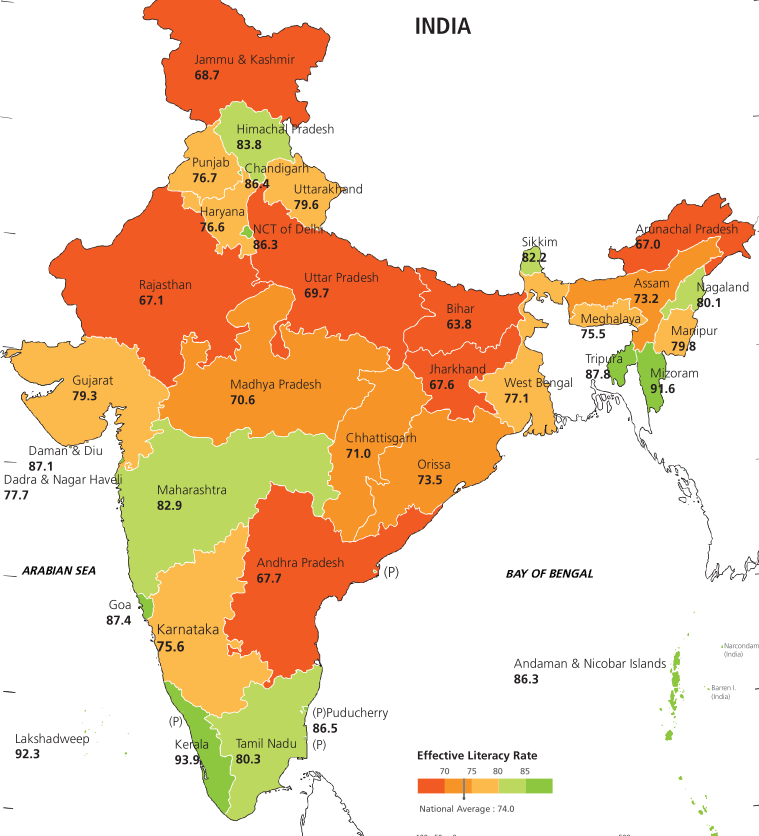 INDIA
Jammu & Kashmir
68.7
Himachal Pradesh
83.8
Punjab
76.7
Chandigarh
86.4
Uttarakhand
79.6
Haryana
76.6
NCT of Delhi
86.3
Rajasthan
67.1
Uttar Pradesh
69.7
Bihar
63.8
Sikkim
82.2
Arunachal Pradesh
67.0
Assam
73.2
Nagaland
80.1
Meghalaya
75.5
Manipur
79.8
Tripura
87.8
Mizoram
91.6
Gujarat
79.3
Madhya Pradesh
70.6
Jharkhand
67.6
West Bengal
77.1
Daman & Diu
87.1
Dadra & Nagar Haveli
77.7
Chhattisgarh
71.0
Orissa
73.5
Maharashtra
82.9
Andhra Pradesh
67.7
(P)
ARABIAN SEA
BAY OF BENGAL
Goa
87.4
Karnataka
75.6
Andaman & Nicobar Islands
86.3
Narcondam
(India)
Barren I.
(India)
(P)
(P)Puducherry
86.5
(P)
Lakshadweep
92.3
Kerala
93.9
Tamil Nadu
80.3
Effective Literacy Rate
70 75 80 85
National Average : 74.0